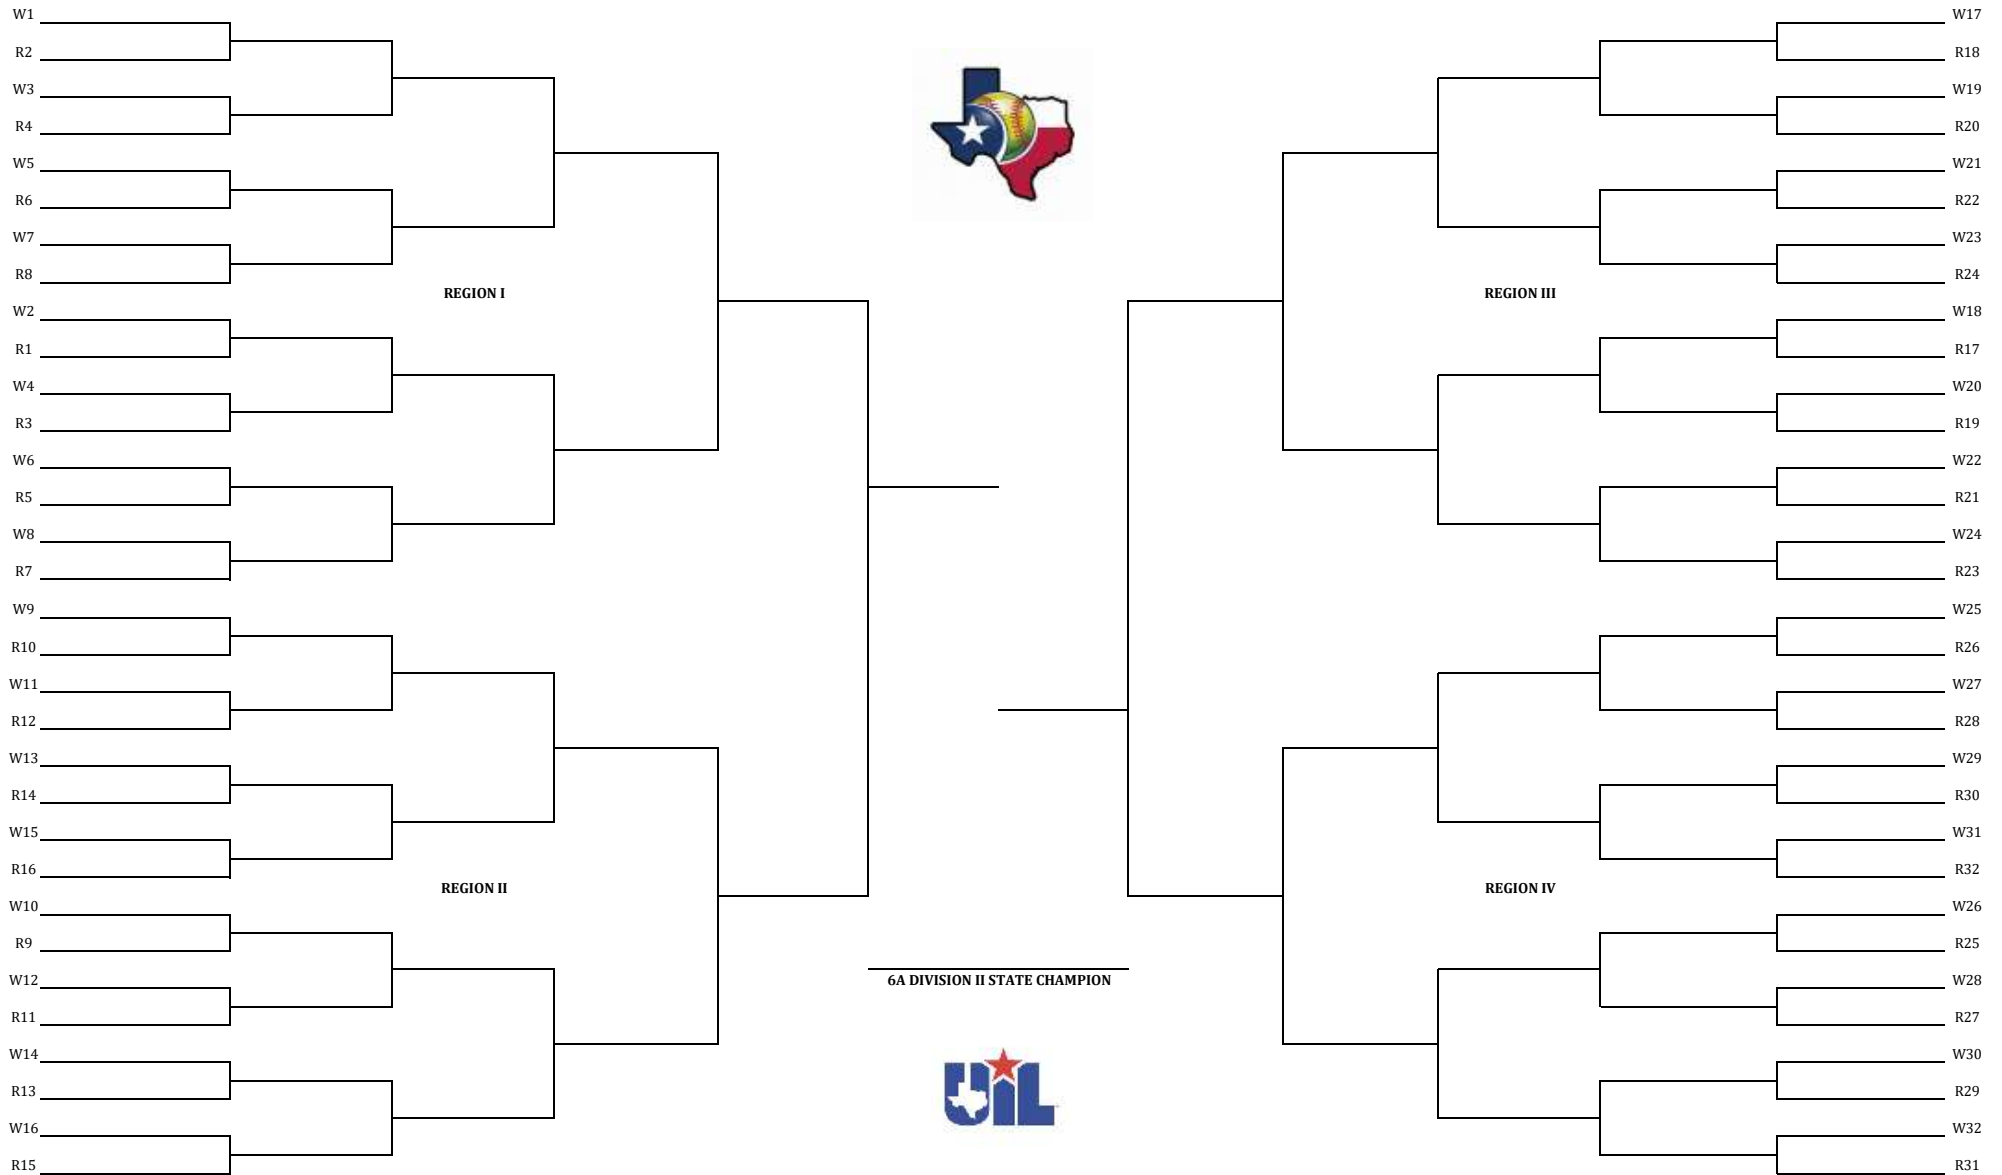 W1
R2
W3
R4
W5
R6
W7
R8
REGION I
W2
R1
W4
R3
W6
R5
W8
R7
W9
R10
W11
R12
W13
R14
W15
R16
REGION II
W10
R9
W12
R11
W14
R13
W16
R15
6A DIVISION II STATE CHAMPION
UIL
W17
R18
W19
R20
W21
R22
W23
R24
REGION III
W18
R17
W20
R19
W22
R21
W24
R23
W25
R26
W27
R28
W29
R30
W31
R32
REGION IV
W26
R25
W28
R27
W30
R29
W32
R31